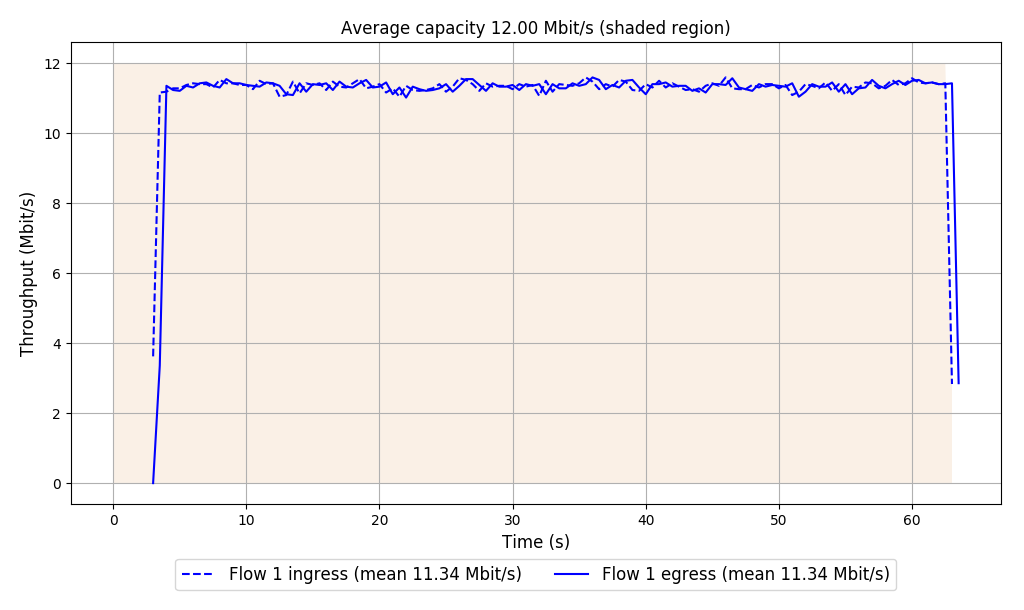 Average capacity 12.00 Mbit/s (shaded region)
12
10
8
6
4
2
0
Throughput (Mbit/s)
0 10 20 30 40 50 60
Time (s)
Flow 1 ingress (mean 11.34 Mbit/s) Flow 1 egress (mean 11.34 Mbit/s)